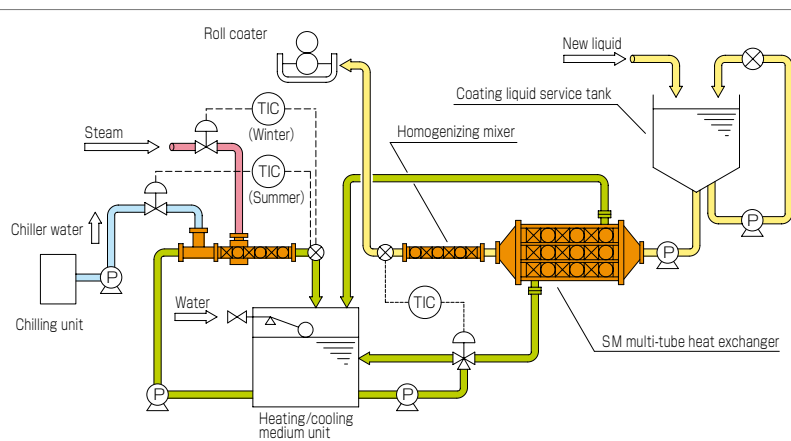 Roll coater
New liquid
Coating liquid service tank
TIC
(Winter)
Homogenizing mixer
Steam
TIC
(Summer)
Chiller water
P
P
P
Water
TIC
Chilling unit
SM multi-tube heat exchanger
P
P
Heating/cooling
medium unit